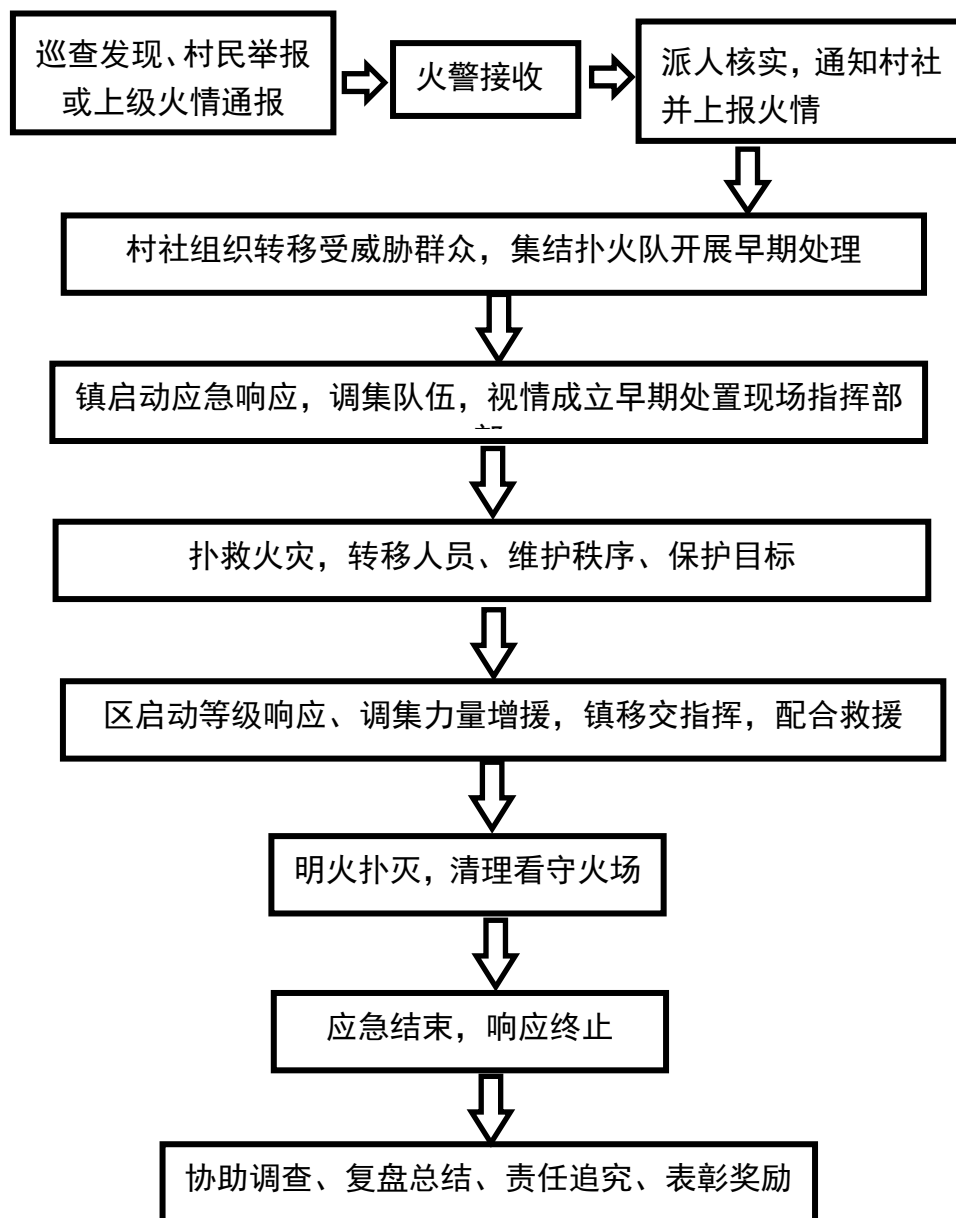 巡查发现、村民举报
或上级火情通报
火警接收
派人核实，通知村社
并上报火情
村社组织转移受威胁群众，集结扑火队开展早期处理
镇启动应急响应，调集队伍，视情成立早期处置现场指挥部
扑救火灾，转移人员、维护秩序、保护目标
区启动等级响应、调集力量增援，镇移交指挥，配合救援
明火扑灭，清理看守火场
应急结束，响应终止
协助调查、复盘总结、责任追究、表彰奖励